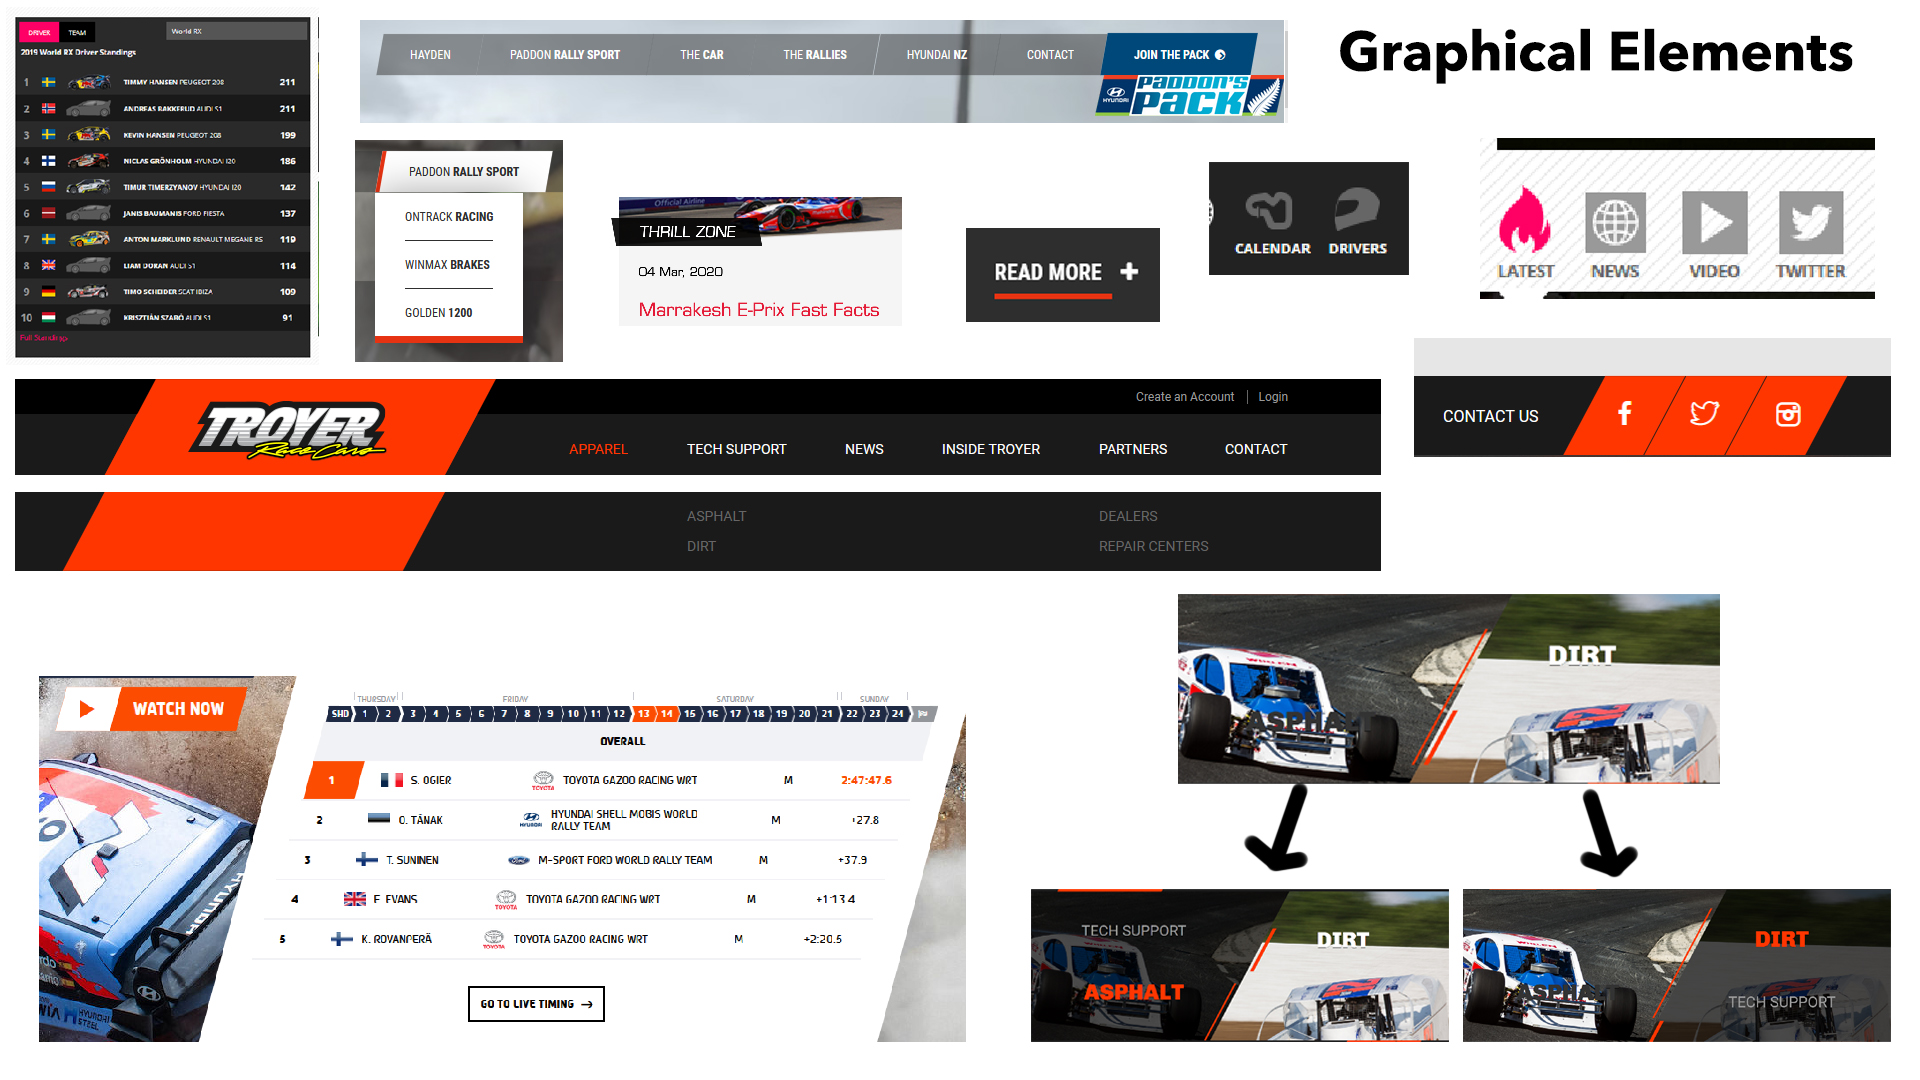 Graphical Elements
DRIVER TEAM World RX
2019 World RX Driver Standings
1 TIMMY HANSEN PEUGEOT 208 211
2 ANDREAS BAKKERUD AUDI S1 211
3 KEVIN HANSEN PEUGEOT 208 199
4 NICLAS GRÖNHOLM HYUNDAI I20 186
5 TIMUR TIMERZYANOV HYUNDAI I20 142
6 JANIS BAUMANIS FORD FIESTA 137
7 ANTON MARKLUND RENAULT MEGANE RS 119
8 LIAM DORAN AUDI S1 114
9 TIMO SCHEIDER SEAT IBIZA 109
10 KRISZTIÁN SZABÓ AUDI S1 91
Full Standings
HAYDEN PADDON RALLY SPORT THE CAR THE RALLIES HYUNDAI NZ CONTACT JOIN THE PACK
HYUNDAI PADDON'S PACK
PADDON RALLY SPORT
ONTRACK RACING
WINMAX BRAKES
GOLDEN 1200
Official Airline
THRILL ZONE
04 Mar, 2020
Marrakesh E-Prix Fast Facts
READ MORE +
CALENDAR DRIVERS
LATEST NEWS VIDEO TWITTER
CONTACT US
Create an Account | Login
TROYER
Race Cars
APPAREL TECH SUPPORT NEWS INSIDE TROYER PARTNERS CONTACT
ASPHALT DEALERS
DIRT REPAIR CENTERS
WATCH NOW
HYUNDAI
THURSDAY FRIDAY SATURDAY SUNDAY
SHD 1 2 3 4 5 6 7 8 9 10 11 12 13 14 15 16 17 18 19 20 21 22 23 24
OVERALL
1 S. OGIER TOYOTA TOYOTA GAZOO RACING WRT M 2:47:47.6
2 O. TÄNAK HYUNDAI HYUNDAI SHELL MOBIS WORLD RALLY TEAM M +27.8
3 T. SUNINEN M-SPORT FORD WORLD RALLY TEAM M +37.9
4 E. EVANS TOYOTA TOYOTA GAZOO RACING WRT M +1:13.4
5 K. ROVANPERÄ TOYOTA TOYOTA GAZOO RACING WRT M +2:20.5
GO TO LIVE TIMING →
DIRT
ASPHALT
TECH SUPPORT
DIRT
ASPHALT
DIRT
ASPHALT
TECH SUPPORT